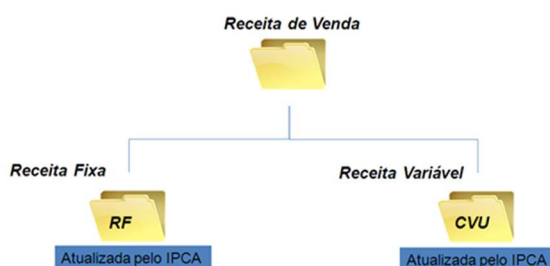 Receita de Venda
Receita Fixa
Receita Variável
RF
CVU
Atualizada pelo IPCA
Atualizada pelo IPCA